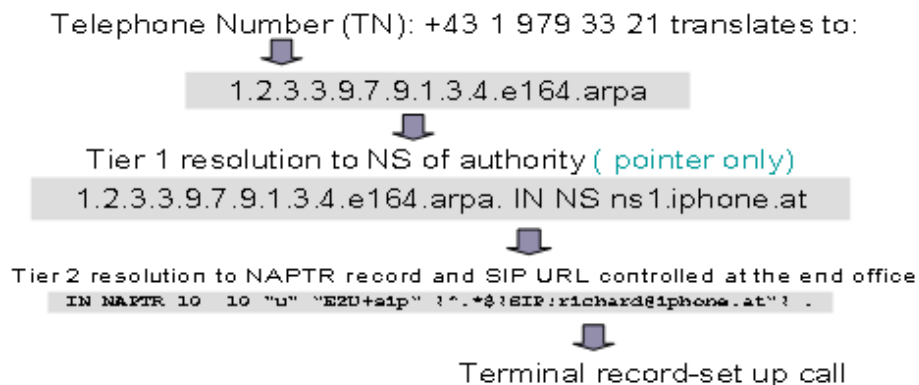 Telephone Number (TN): +43 1 979 33 21 translates to:
1.2.3.3.9.7.9.1.3.4.e164.arpa
Tier 1 resolution to NS of authority ( pointer only)
1.2.3.3.9.7.9.1.3.4.e164.arpa. IN NS ns1.iphone.at
Tier 2 resolution to NAPTR record and SIP URL controlled at the end office
IN NAPTR 10 10 "u" "E2U+sip" !^.*$!SIP:richard@iphone.at"! .
Terminal record-set up call